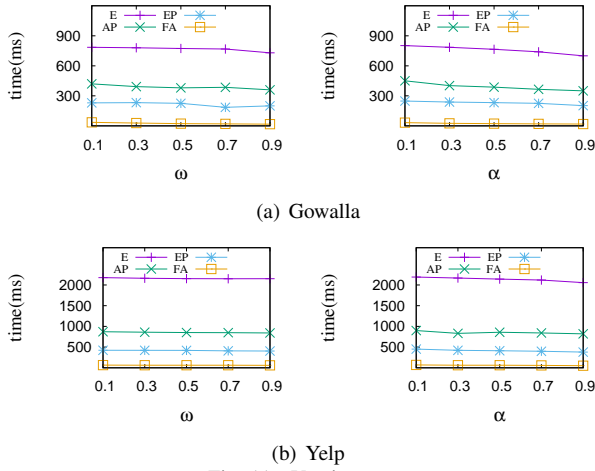 E EP
AP FA
900
600
300
time(ms)
0.1 0.3 0.5 0.7 0.9
ω
E EP
AP FA
900
600
300
time(ms)
0.1 0.3 0.5 0.7 0.9
α
(a) Gowalla
E EP
AP FA
2000
1500
1000
500
time(ms)
0.1 0.3 0.5 0.7 0.9
ω
E EP
AP FA
2000
1500
1000
500
time(ms)
0.1 0.3 0.5 0.7 0.9
α
(b) Yelp